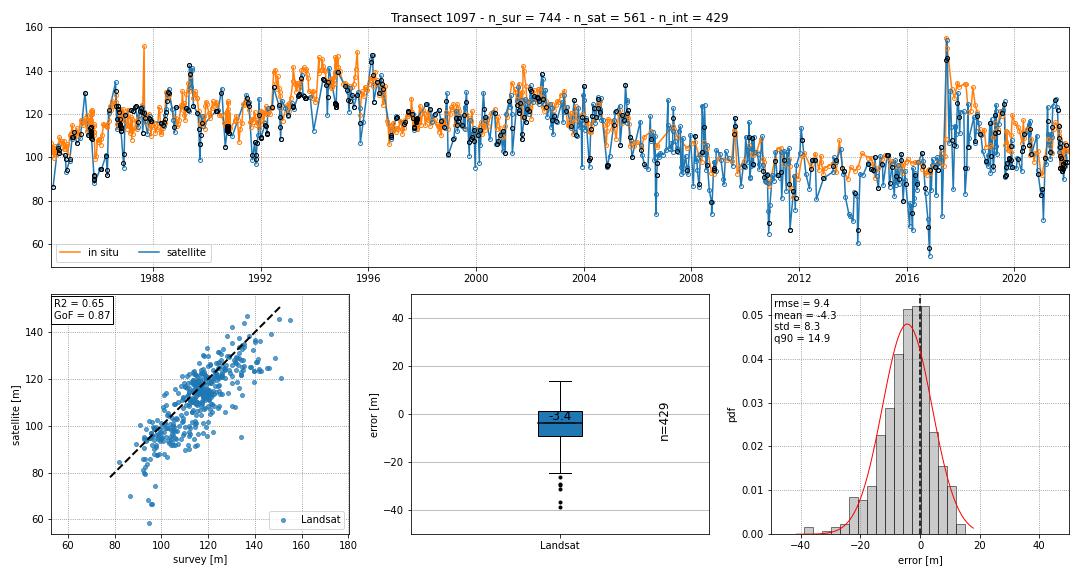 Transect 1097 - n_sur = 744 - n_sat = 561 - n_int = 429
160
140
120
100
80
60
in situ
satellite
1988
1992
1996
2000
2004
2008
2012
2016
2020
R2 = 0.65
GoF = 0.87
140
120
100
80
60
satellite [m]
Landsat
60
80
100
120
140
160
180
survey [m]
40
20
0
−20
−40
error [m]
-3.4
n=429
Landsat
rmse = 9.4
mean = -4.3
std = 8.3
q90 = 14.9
0.05
0.04
0.03
0.02
0.01
0.00
pdf
−40
−20
0
20
40
error [m]